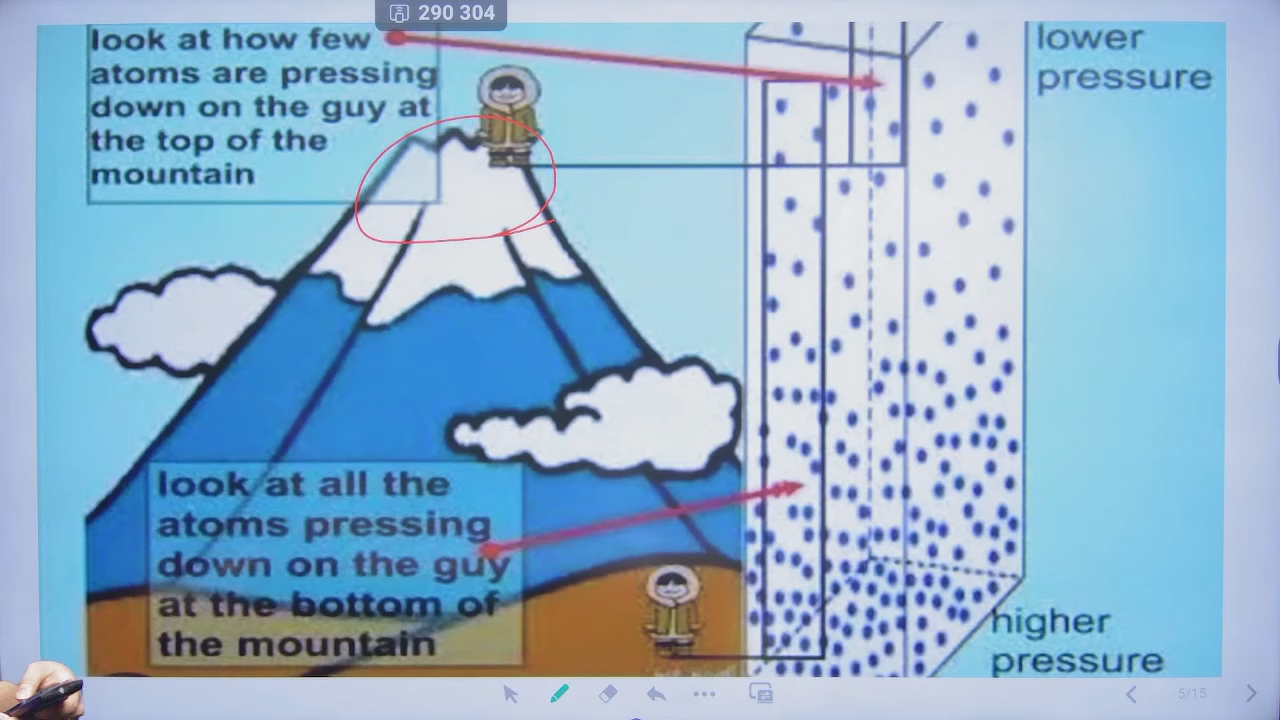 290 304
look at how few
atoms are pressing
down on the guy at
the top of the
mountain
lower
pressure
look at all the
atoms pressing
down on the guy
at the bottom of
the mountain
higher
pressure
5/15